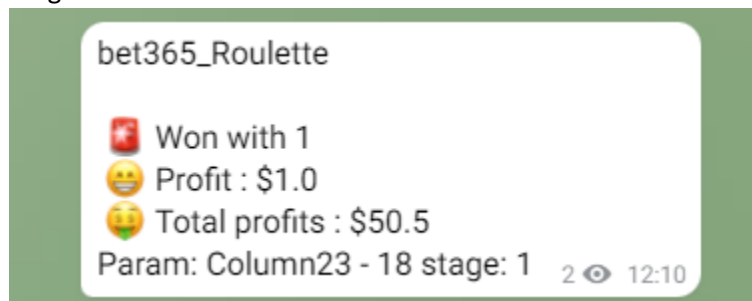 bet365_Roulette
🚨 Won with 1
😁 Profit : $1.0
🤑 Total profits : $50.5
Param: Column23 - 18 stage: 1
2 12:10